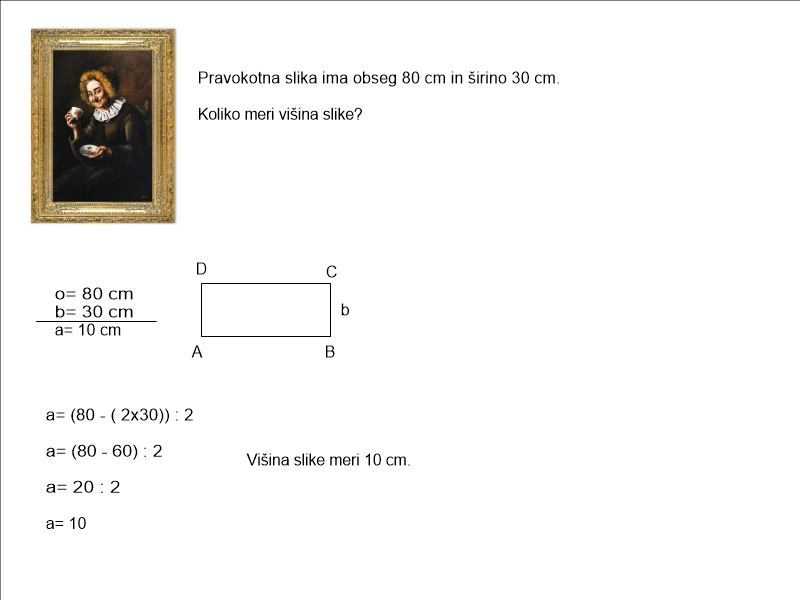 Pravokotna slika ima obseg 80 cm in širino 30 cm.
Koliko meri višina slike?
D
C
o= 80 cm
b= 30 cm
a= 10 cm
b
A
B
a= (80 - ( 2x30)) : 2
a= (80 - 60) : 2
Višina slike meri 10 cm.
a= 20 : 2
a= 10